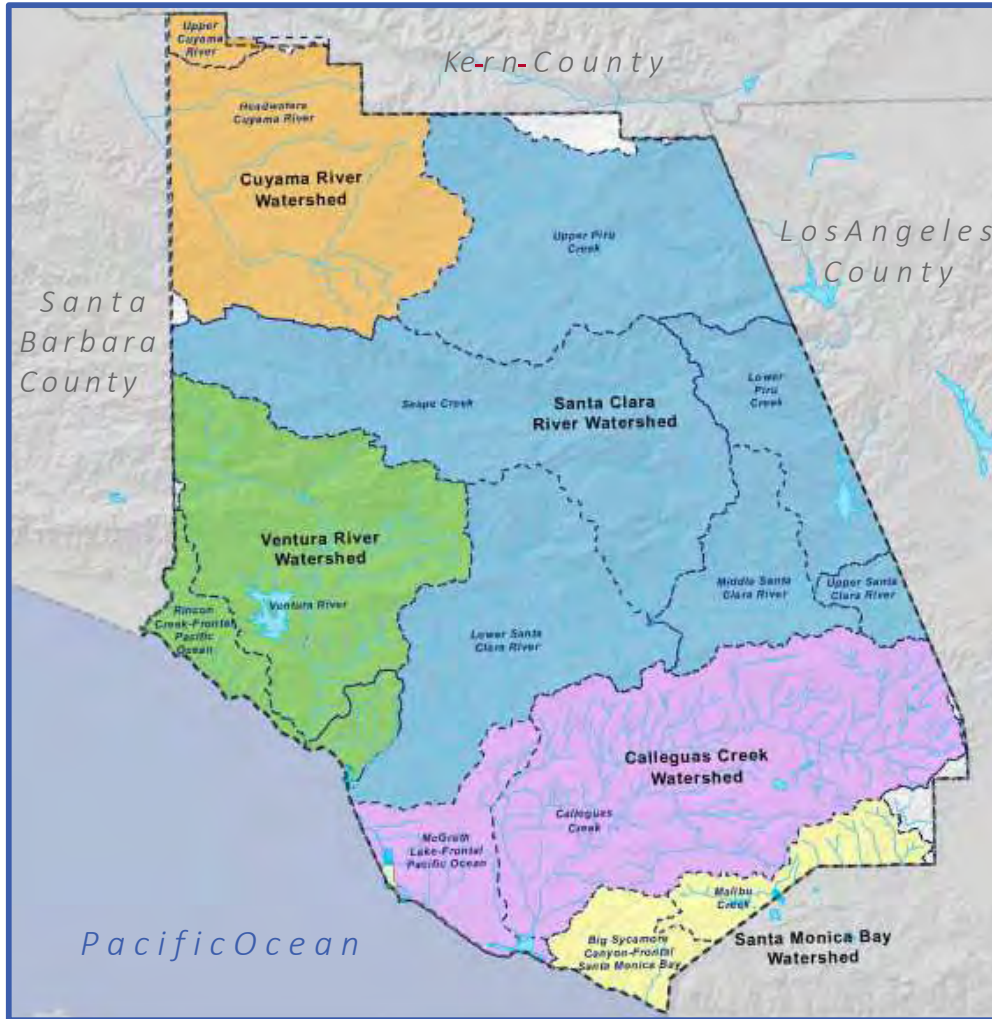 Upper
Cuyama
River
Ke-r n- County
Headwaters
Cuyama River
Cuyama River
Watershed
Upper Piru
Creek
Los Angeles
County
Santa
Barbara
County
Lower
Piru
Creek
Sespe Creek
Santa Clara
River Watershed
Ventura River
Watershed
Middle Santa
Clara River
Upper Santa
Clara River
Rincon
Creek-Frontal
Pacific
Ocean
Ventura River
Lower Santa
Clara River
Calleguas Creek
Watershed
Callegues
Creek
McGrath
Lake-Frontal
Pacific Ocean
Malibu
Creek
Big Sycamore
Canyon-Frontal
Santa Monica Bay
Santa Monica Bay
Watershed
Pacific Ocean